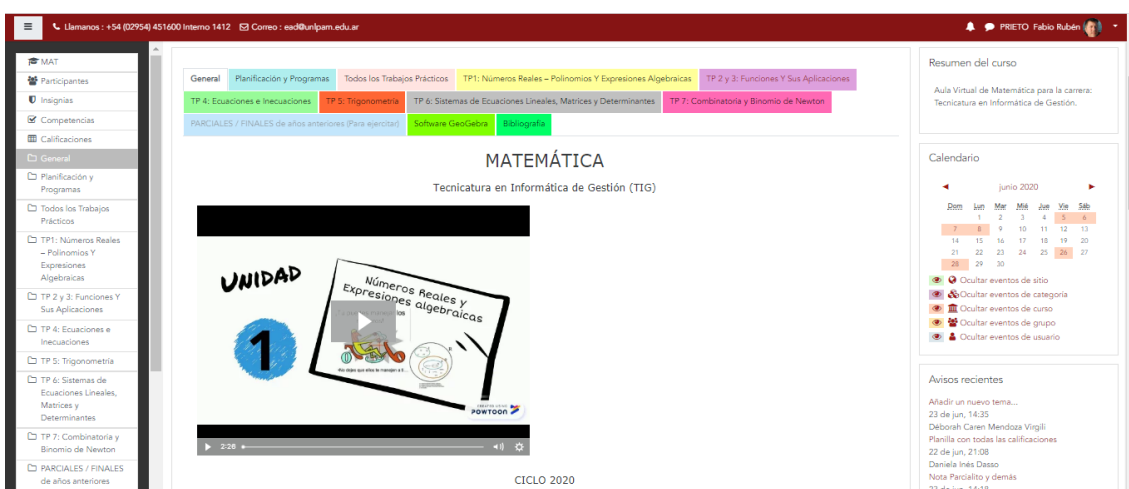 Llamanos : +54 (02954) 451600 Interno 1412 Correo : ead@unlpam.edu.ar
PRIETO Fabio Rubén
MAT
Participantes
Insignias
Competencias
Calificaciones
General
Planificación y
Programas
Todos los Trabajos
Prácticos
TP1: Números Reales
– Polinomios Y
Expresiones
Algebraicas
TP 2 y 3: Funciones Y
Sus Aplicaciones
TP 4: Ecuaciones e
Inecuaciones
TP 5: Trigonometría
TP 6: Sistemas de
Ecuaciones Lineales,
Matrices y
Determinantes
TP 7: Combinatoria y
Binomio de Newton
PARCIALES / FINALES
de años anteriores
General Planificación y Programas Todos los Trabajos Prácticos TP1: Números Reales – Polinomios Y Expresiones Algebraicas TP 2 y 3: Funciones Y Sus Aplicaciones
TP 4: Ecuaciones e Inecuaciones TP 5: Trigonometría TP 6: Sistemas de Ecuaciones Lineales, Matrices y Determinantes TP 7: Combinatoria y Binomio de Newton
PARCIALES / FINALES de años anteriores (Para ejercitar) Software GeoGebra Bibliografía
MATEMÁTICA
Tecnicatura en Informática de Gestión (TIG)
UNIDAD
1
Números Reales y
Expresiones algebraicas
POWTOON
2:26
CICLO 2020
Resumen del curso
Aula Virtual de Matemática para la carrera:
Tecnicatura en Informática de Gestión.
Calendario
junio 2020
Dom Lun Mar Mié Jue Vie Sáb
1 2 3 4 5 6
7 8 9 10 11 12 13
14 15 16 17 18 19 20
21 22 23 24 25 26 27
28 29 30
Ocultar eventos de sitio
Ocultar eventos de categoría
Ocultar eventos de curso
Ocultar eventos de grupo
Ocultar eventos de usuario
Avisos recientes
Añadir un nuevo tema...
23 de jun, 14:35
Déborah Caren Mendoza Virgili
Planilla con todas las calificaciones
22 de jun, 21:08
Daniela Inés Dasso
Nota Parcialito y demás